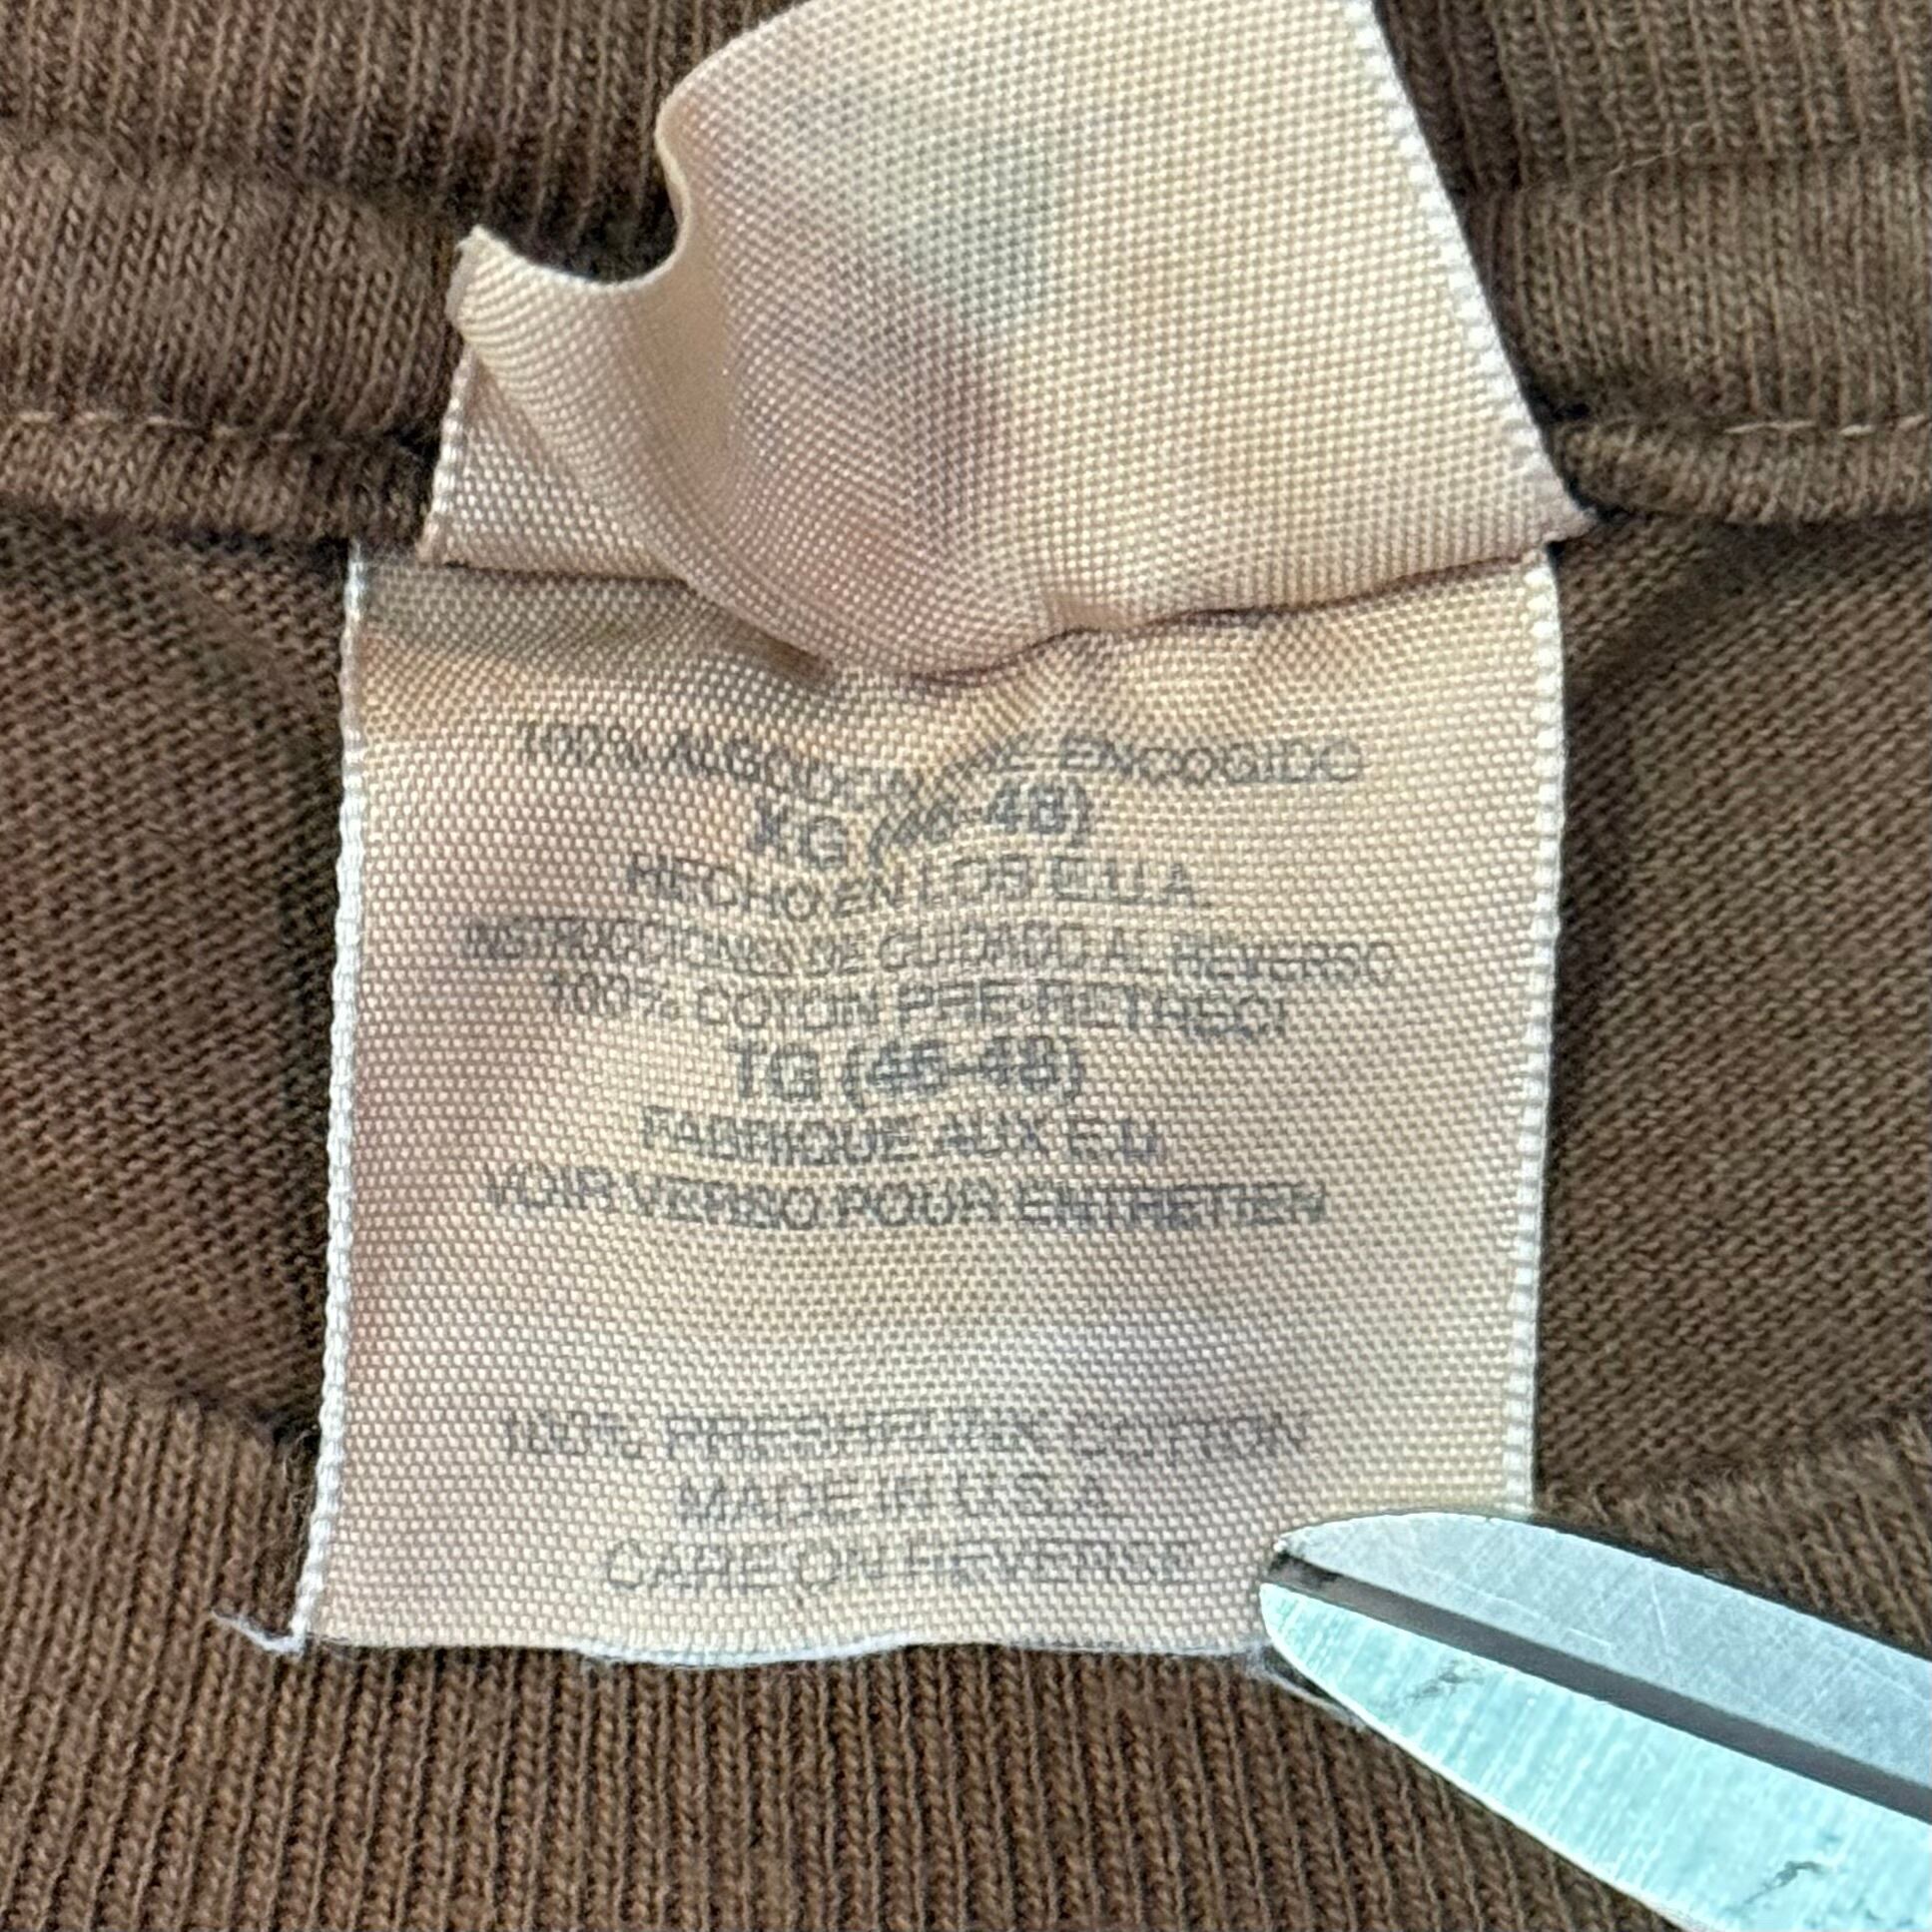 100% ALGODON PRE-ENCOGIDO
XG (46-48)
HECHO EN LOS E.U.A.
INSTRUCCIONES DE CUIDADO AL REVERSO
100% COTON PRE-RETRECI
TG (46-48)
FABRIQUE AUX E.U.
VOIR VERSO POUR ENTRETIEN
100% PRESHRUNK COTTON
MADE IN U.S.A.
CARE ON REVERSE